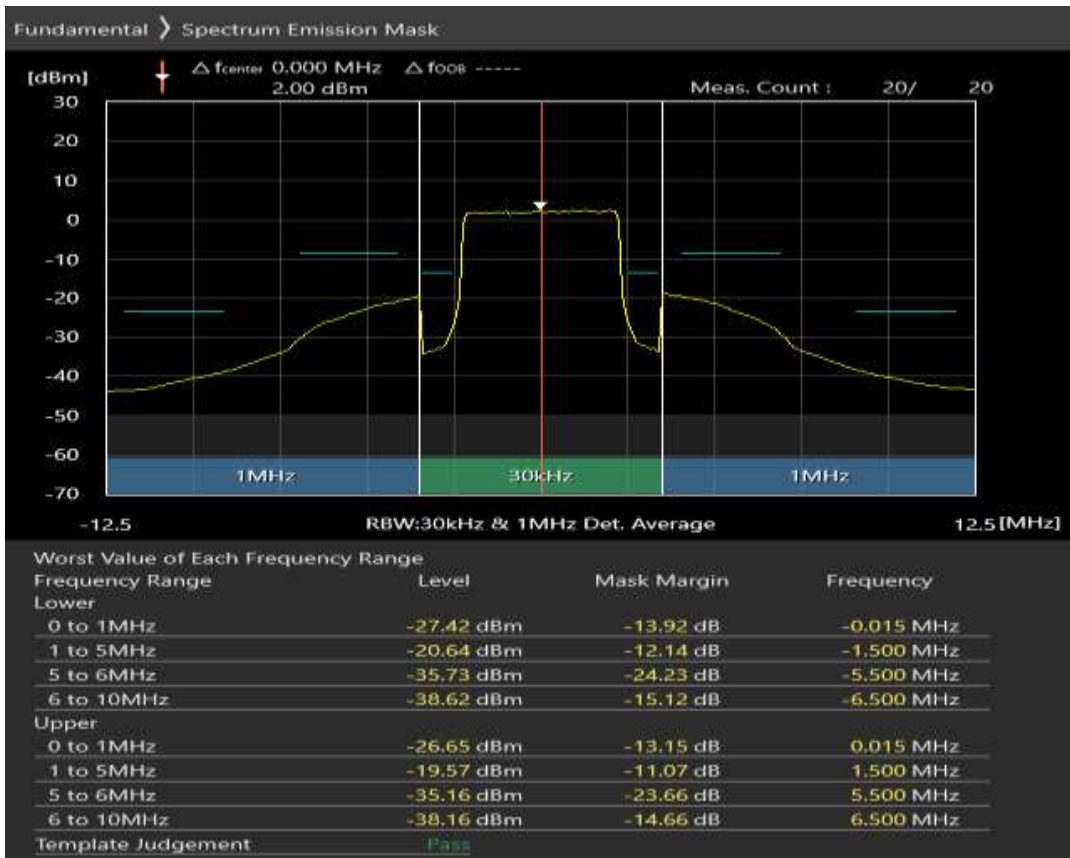 Fundamental ❯ Spectrum Emission Mask
△ fcenter 0.000 MHz △ fOOB -----
[dBm] 2.00 dBm Meas. Count : 20/ 20
30
20
10
0
-10
-20
-30
-40
-50
-60
1MHz 30kHz 1MHz
-70
-12.5 RBW:30kHz & 1MHz Det. Average 12.5 [MHz]
Worst Value of Each Frequency Range
Frequency Range Level Mask Margin Frequency
Lower
0 to 1MHz -27.42 dBm -13.92 dB -0.015 MHz
1 to 5MHz -20.64 dBm -12.14 dB -1.500 MHz
5 to 6MHz -35.73 dBm -24.23 dB -5.500 MHz
6 to 10MHz -38.62 dBm -15.12 dB -6.500 MHz
Upper
0 to 1MHz -26.65 dBm -13.15 dB 0.015 MHz
1 to 5MHz -19.57 dBm -11.07 dB 1.500 MHz
5 to 6MHz -35.16 dBm -23.66 dB 5.500 MHz
6 to 10MHz -38.16 dBm -14.66 dB 6.500 MHz
Template Judgement Pass